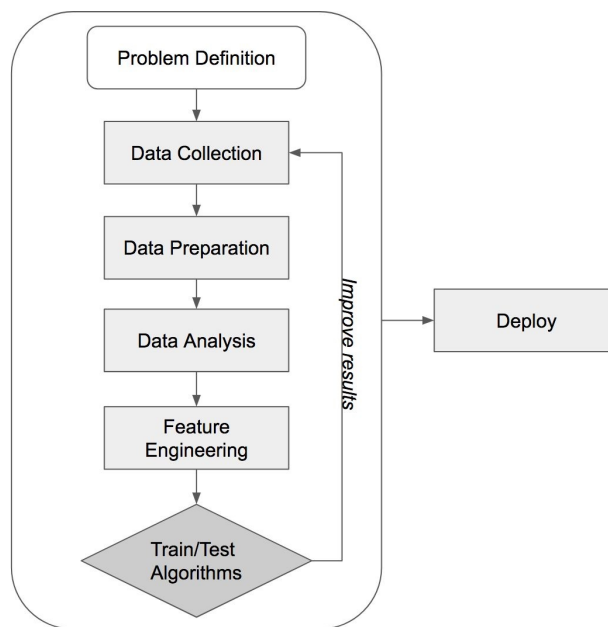 Problem Definition
Data Collection
Data Preparation
Data Analysis
Feature
Engineering
Train/Test
Algorithms
Improve results
Deploy